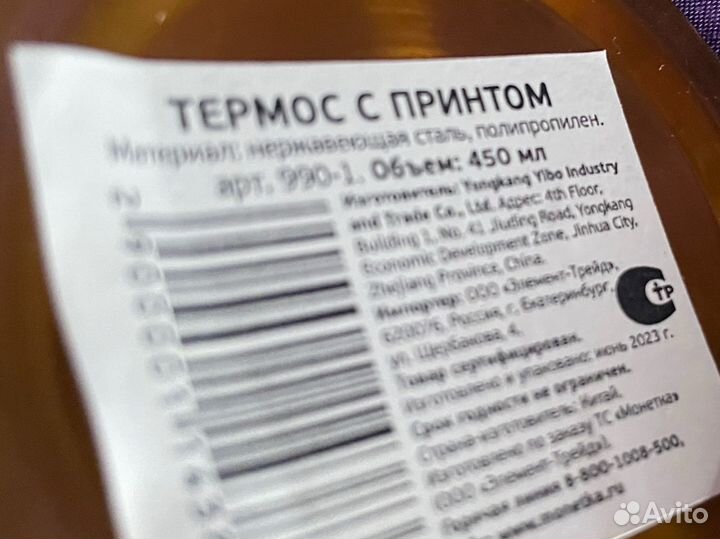 ТЕРМОС С ПРИНТОМ
Материал: нержавеющая сталь, полипропилен.
арт. 990-1. Объем: 450 мл
Изготовитель: Yongkang Yibo Industry
and Trade Co., Ltd. Адрес: 4th Floor,
Building 1, No. 41 Jiuding Road, Yongkang
Economic Development Zone, Jinhua City,
Zhejiang Province, China.
Импортер: ООО «Элемент-Трейд»,
Россия, г. Екатеринбург,
ул. Щербакова, 4.
Товар сертифицирован.
Изготовлено и упаковано: июнь 2023 г.
Срок годности не ограничен.
Страна-изготовитель: Китай.
Изготовлено по заказу ТС «Монетка»
(ООО «Элемент-Трейд»).
Горячая линия 8-800-1008-500,
www.monetka.ru
СТР
Avito